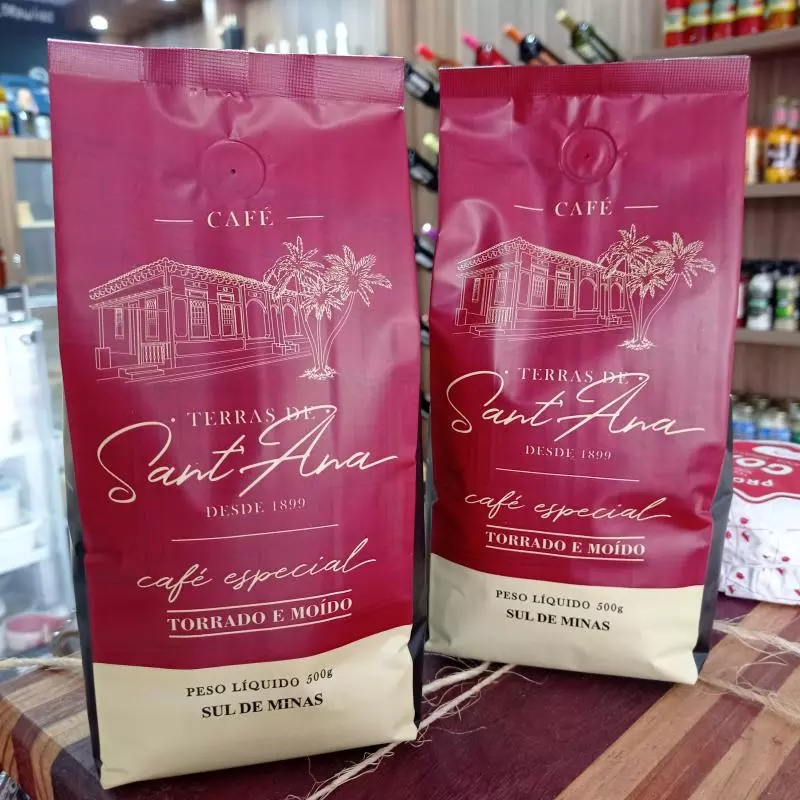 CAFÉ
TERRAS DE
Sant'Ana
DESDE 1899
café especial
TORRADO E MOÍDO
PESO LÍQUIDO 500g
SUL DE MINAS
CAFÉ
TERRAS DE
Sant'Ana
DESDE 1899
café especial
TORRADO E MOÍDO
PESO LÍQUIDO 500g
SUL DE MINAS